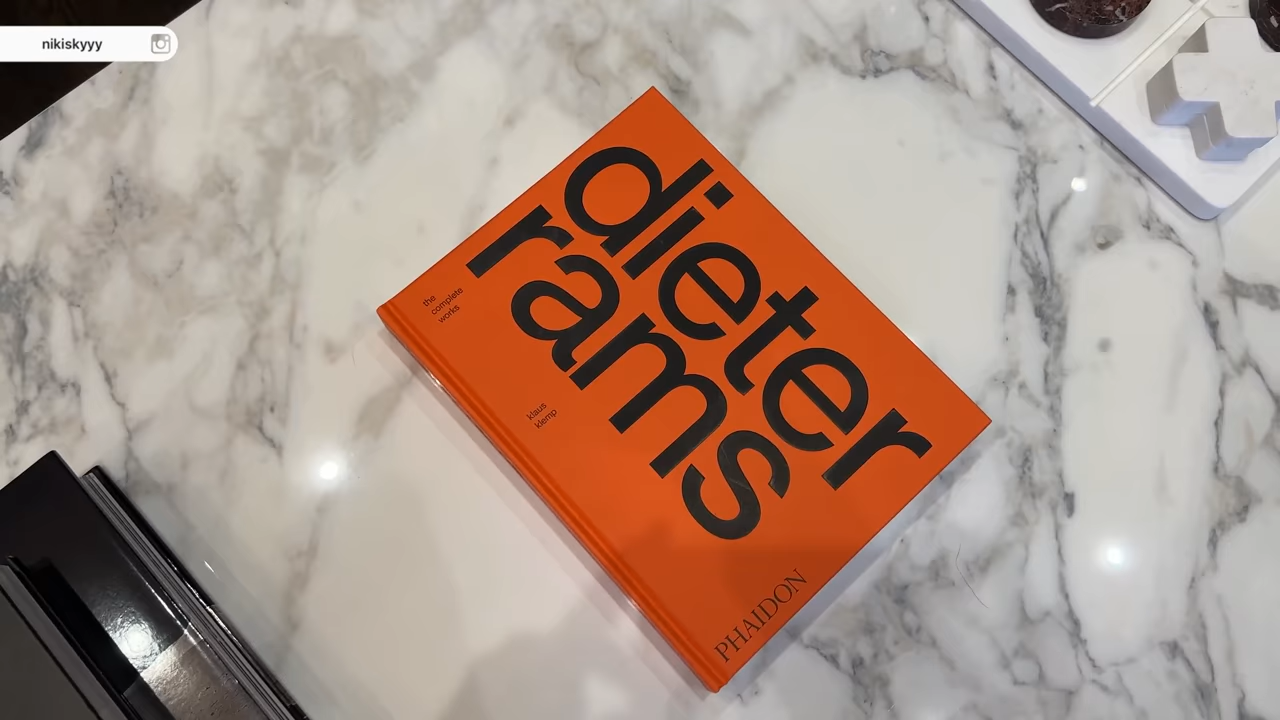 nikiskyyy
dieter
rams
the
complete
works
klaus
klemp
PHAIDON